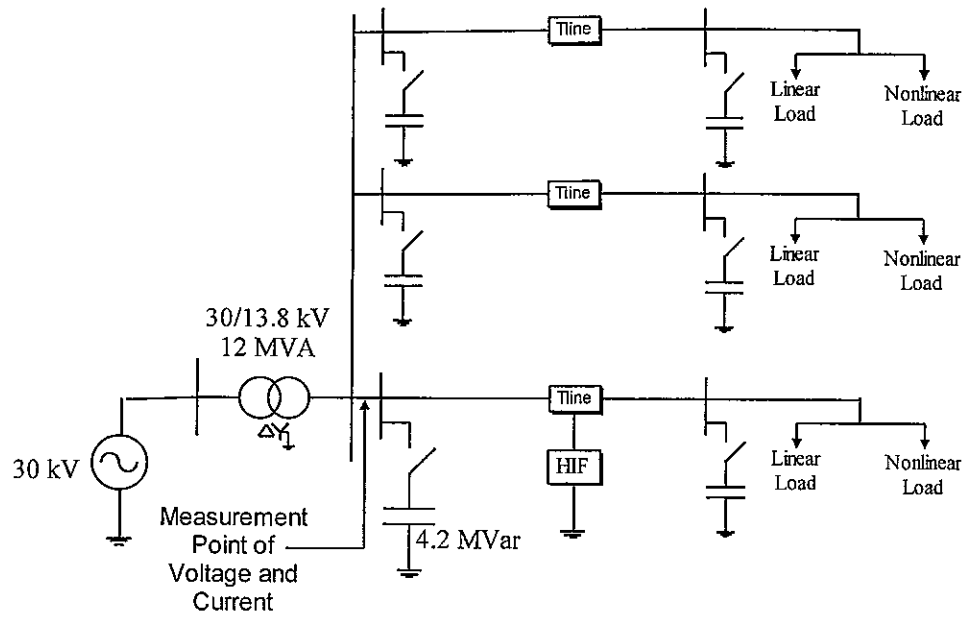 Tline
Linear
Load
Nonlinear
Load
Tline
Linear
Load
Nonlinear
Load
30/13.8 kV
12 MVA
ΔY
30 kV
Tline
HIF
Linear
Load
Nonlinear
Load
4.2 MVar
Measurement
Point of
Voltage and
Current